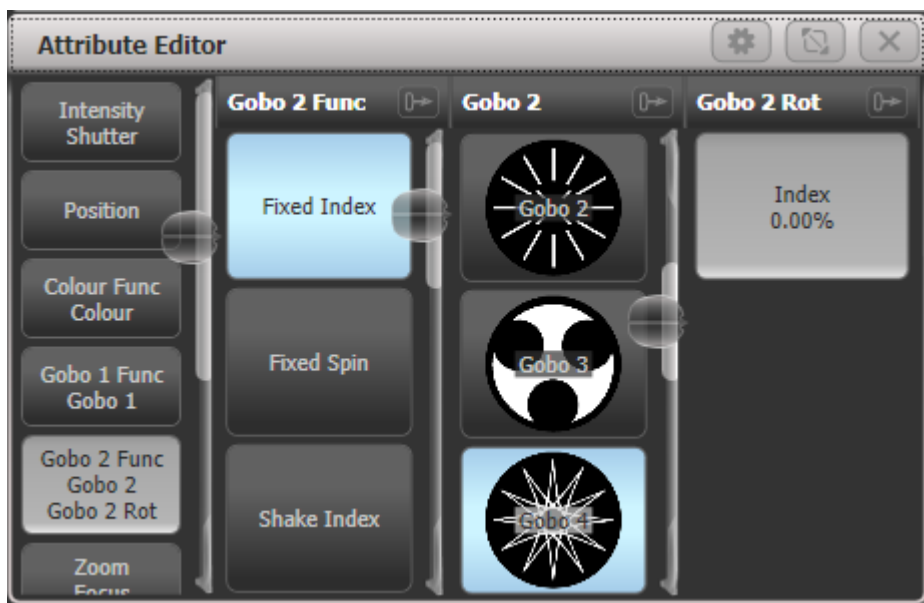 Attribute Editor
Intensity
Shutter
Position
Colour Func
Colour
Gobo 1 Func
Gobo 1
Gobo 2 Func
Gobo 2
Gobo 2 Rot
Zoom
Focus
Gobo 2 Func
Fixed Index
Fixed Spin
Shake Index
Gobo 2
Gobo 2
Gobo 3
Gobo 4
Gobo 2 Rot
Index
0.00%